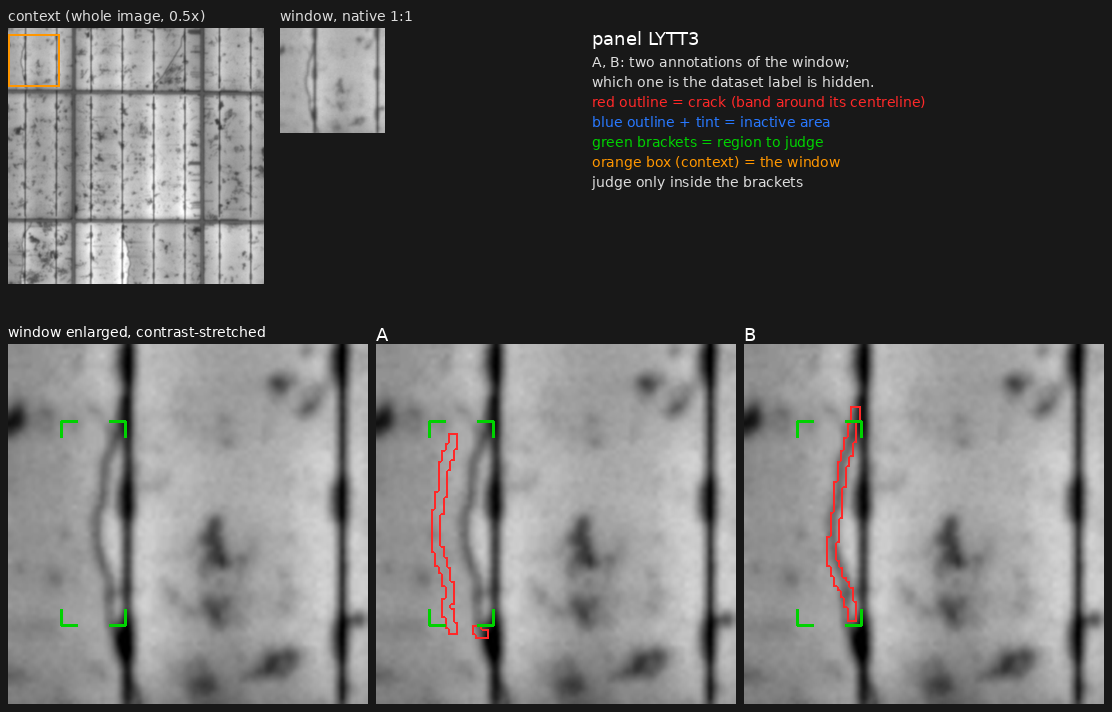 context (whole image, 0.5x)
window, native 1:1
panel LYTT3
A, B: two annotations of the window;
which one is the dataset label is hidden.
red outline = crack (band around its centreline)
blue outline + tint = inactive area
green brackets = region to judge
orange box (context) = the window
judge only inside the brackets
window enlarged, contrast-stretched
A
B